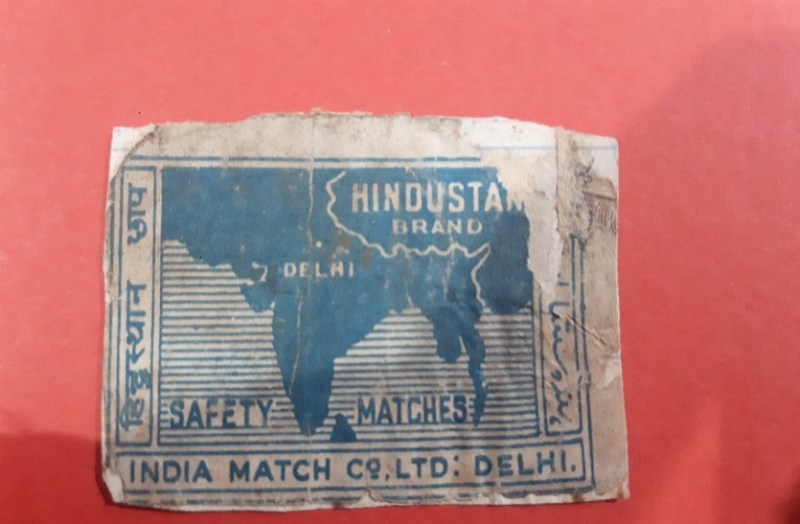 HINDUSTAN
BRAND
DELHI
SAFETY MATCHES
INDIA MATCH CO., LTD: DELHI.
हिन्दुस्थान छाप